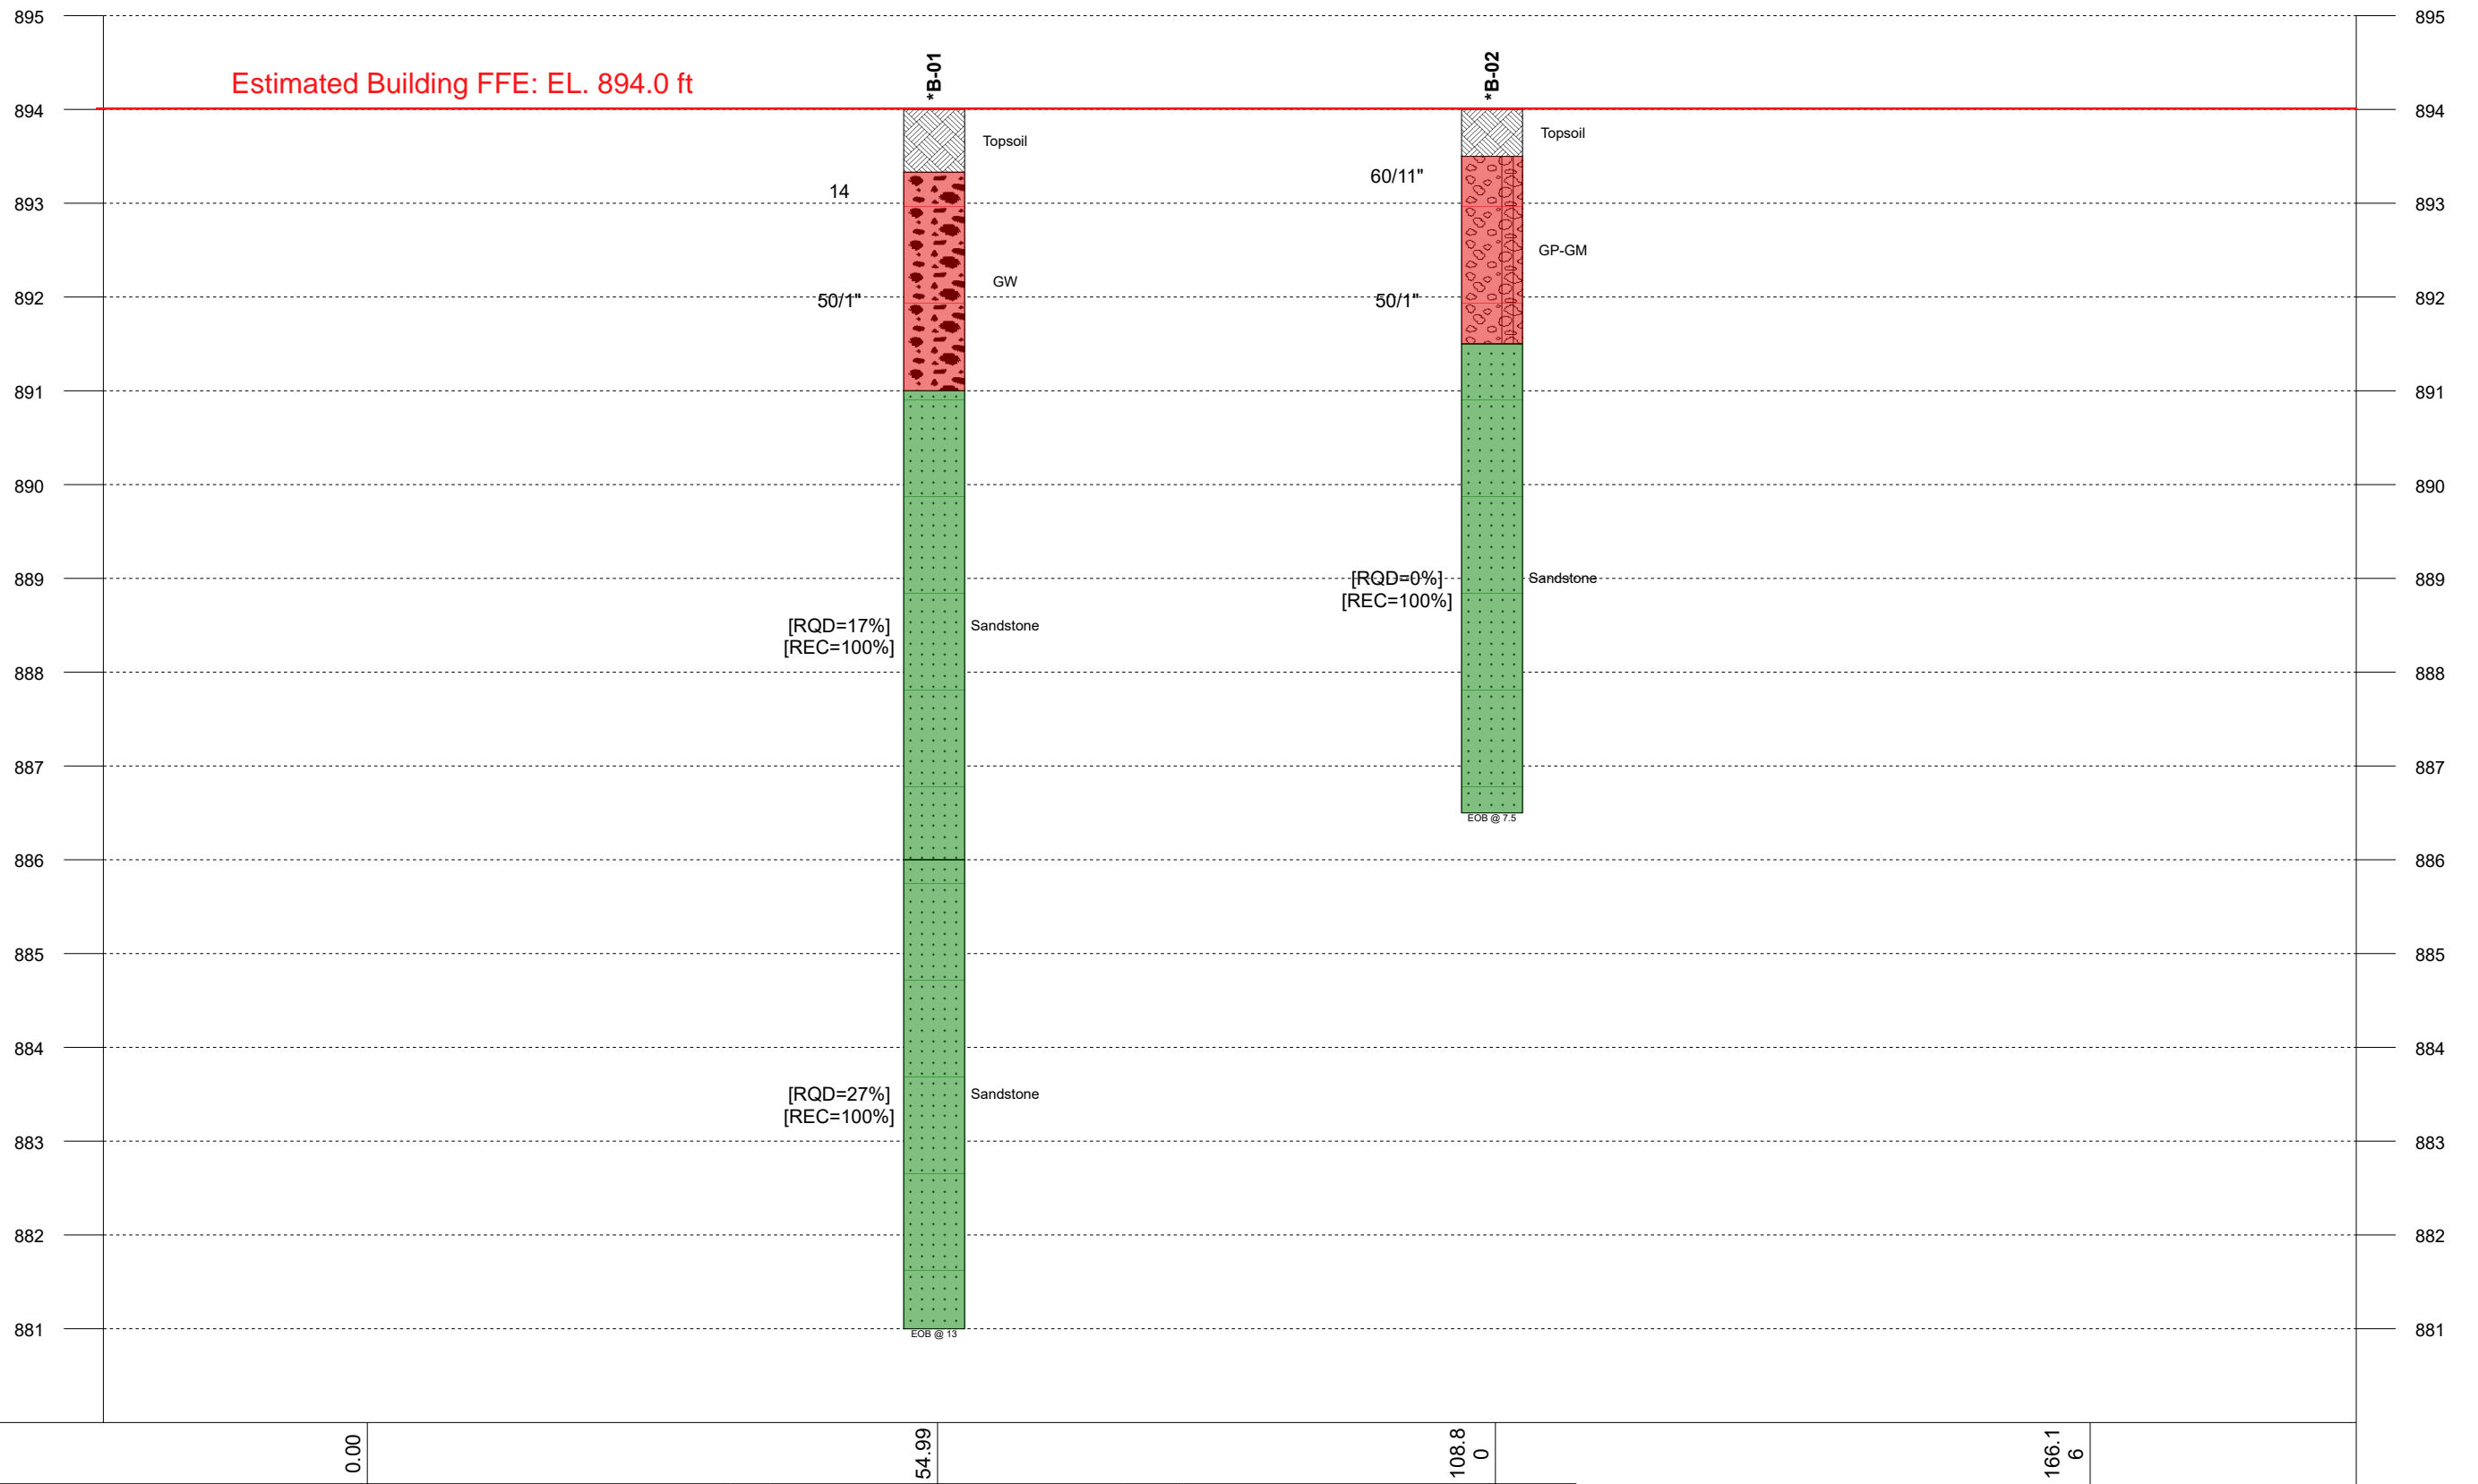 895
895
*B-01
*B-02
Estimated Building FFE: EL. 894.0 ft
894
894
Topsoil
Topsoil
14
60/11"
893
893
GW
GP-GM
892
50/1"
50/1"
892
891
891
890
890
889
[RQD=0%]
[REC=100%]
Sandstone
889
[RQD=17%]
[REC=100%]
Sandstone
888
888
887
887
EOB @ 7.5
886
886
885
885
884
884
[RQD=27%]
[REC=100%]
Sandstone
883
883
882
882
881
881
EOB @ 13
0.00
54.99
108.8
0
166.1
6